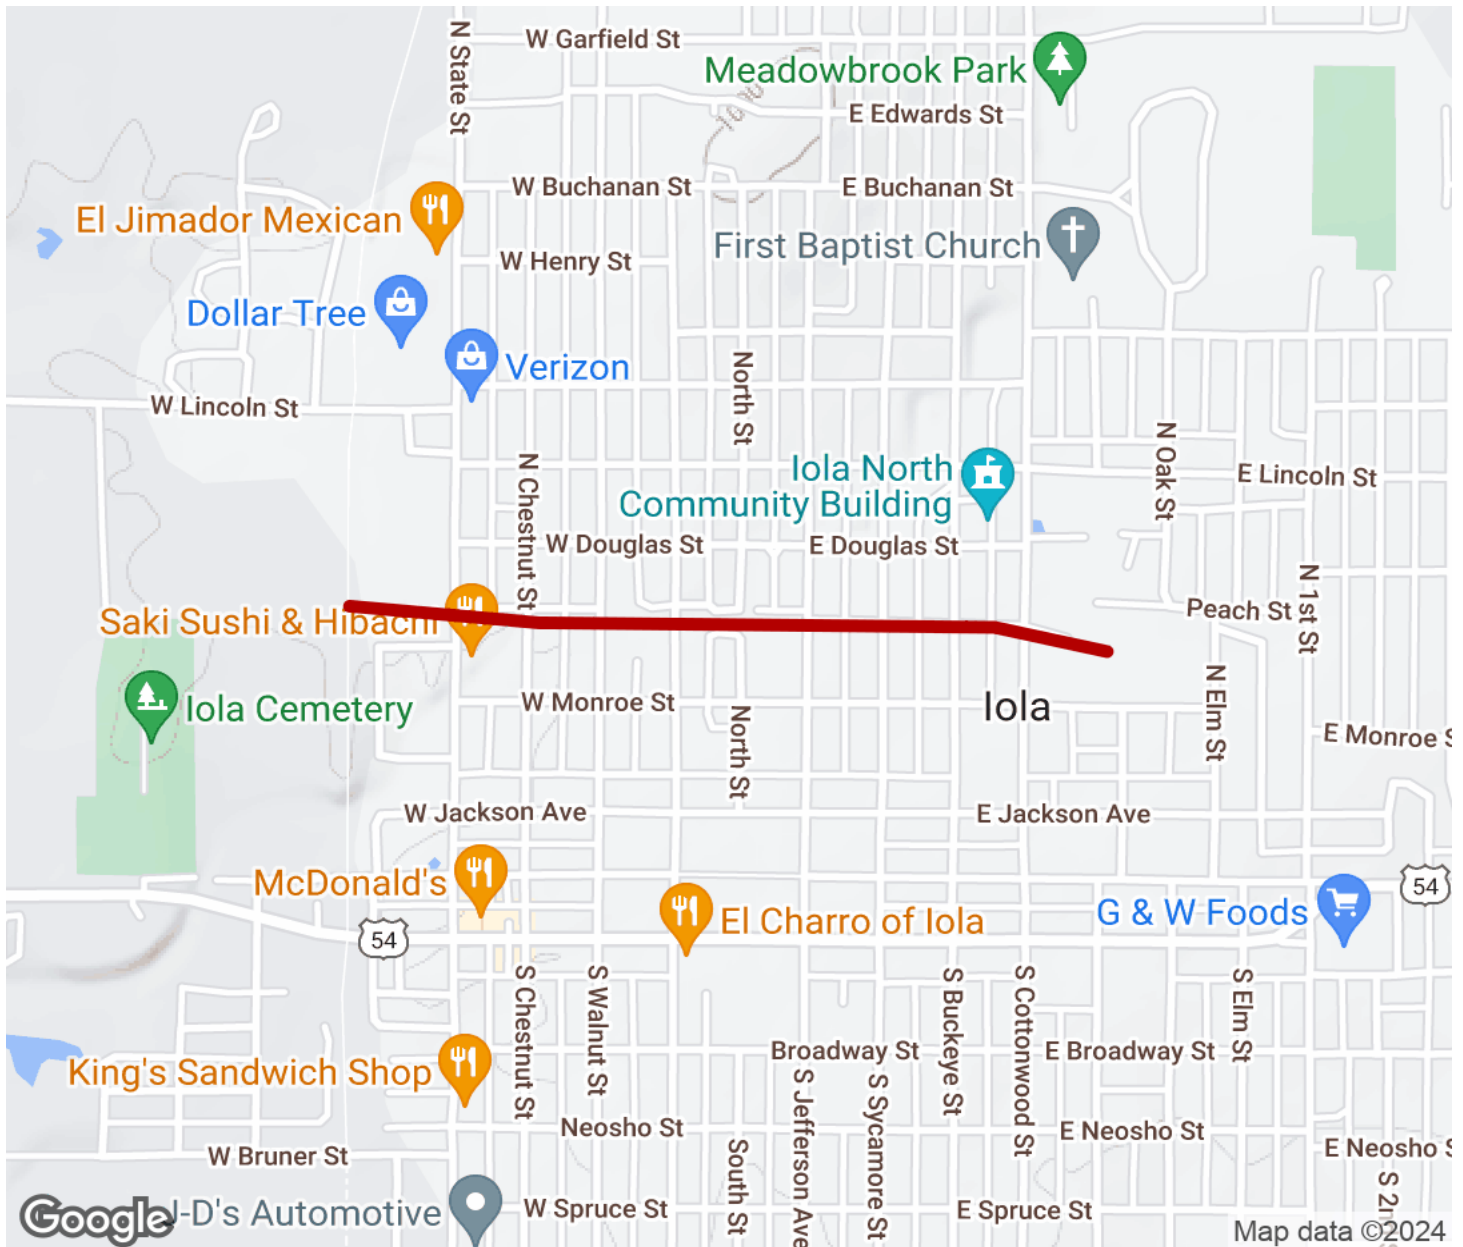 W Garfield St
N State St
Meadowbrook Park
E Edwards St
W Buchanan St
E Buchanan St
El Jimador Mexican
First Baptist Church
W Henry St
Dollar Tree
Verizon
North St
W Lincoln St
N Oak St
Iola North
Community Building
E Lincoln St
N Chestnut St
W Douglas St
E Douglas St
N 1st St
Peach St
Saki Sushi & Hibachi
Iola Cemetery
W Monroe St
Iola
N Elm St
E Monroe S
North St
W Jackson Ave
E Jackson Ave
McDonald's
54
El Charro of Iola
G & W Foods
54
S Chestnut St
S Walnut St
S Buckeye St
S Cottonwood St
S Elm St
Broadway St
E Broadway St
King's Sandwich Shop
S Jefferson Ave
S Sycamore St
Neosho St
E Neosho St
E Neosho S
W Bruner St
South St
S 2n
J-D's Automotive
W Spruce St
E Spruce St
Google
Map data ©2024